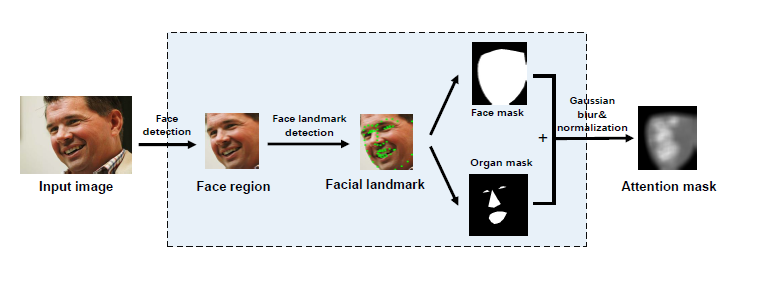 Face
detection
Face landmark
detection
Face mask
Gaussian
blur&
normalization
+
Organ mask
Input image
Face region
Facial landmark
Attention mask